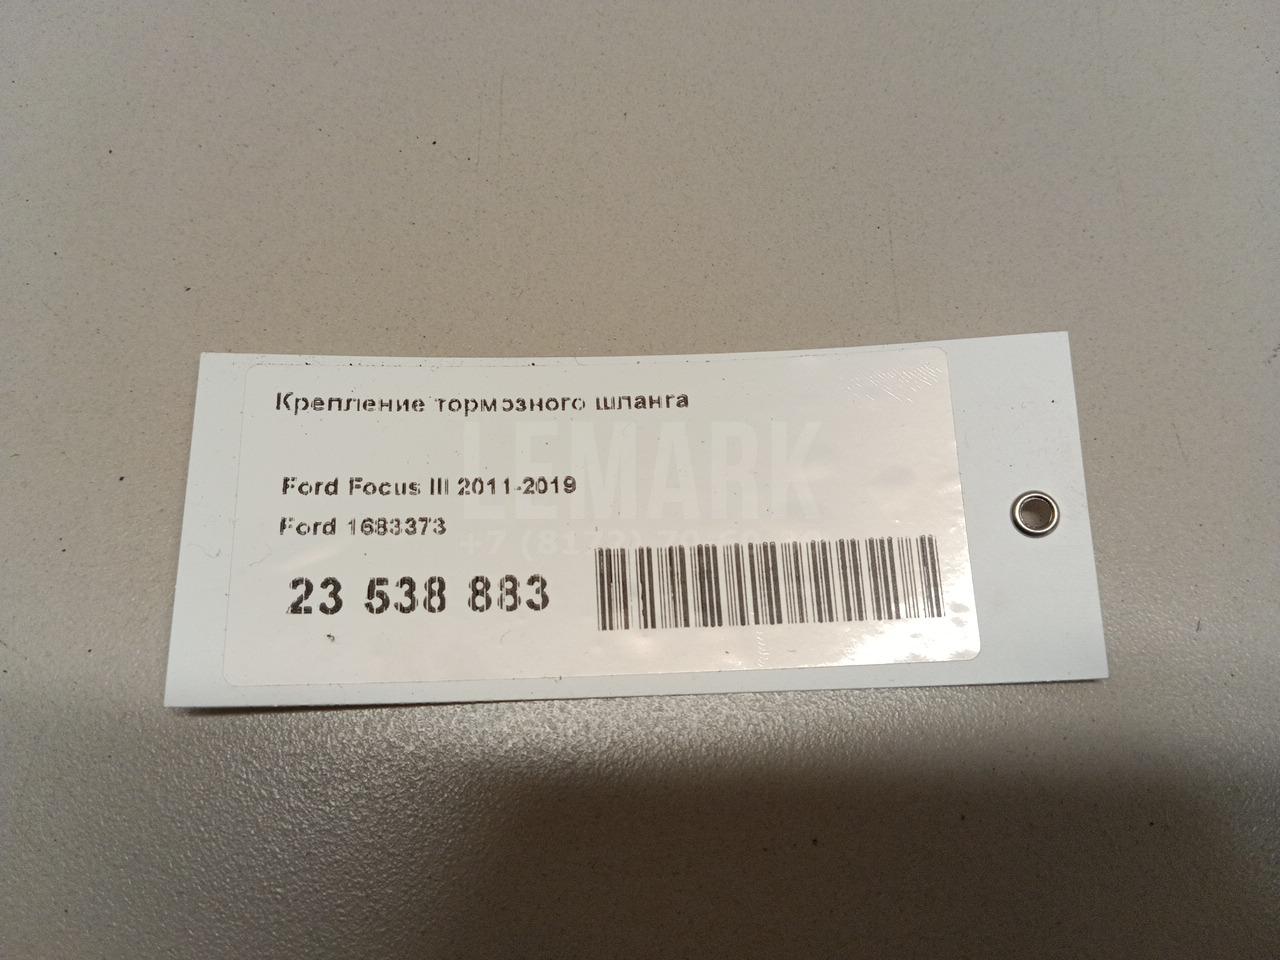 Крепление тормозного шланга
Ford Focus III 2011-2019
Ford 1683373
23 538 883
LEMARK